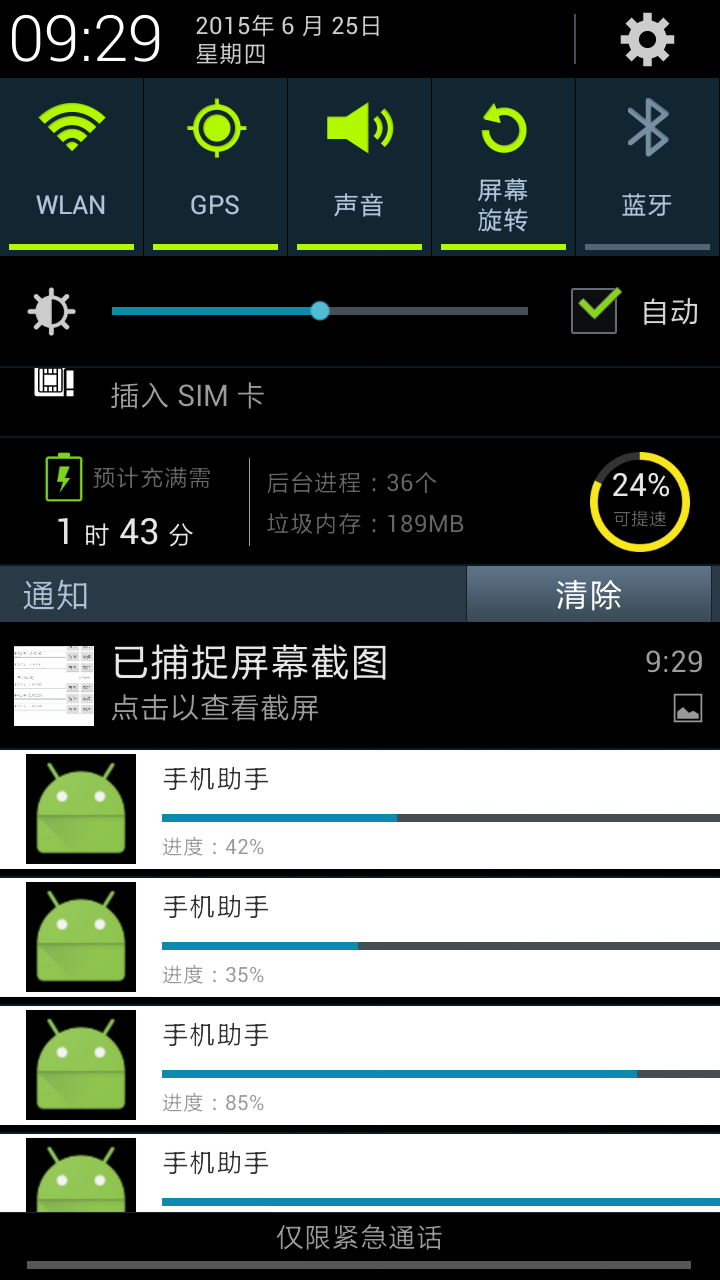 09:29
2015年 6 月 25日
星期四
WLAN
GPS
声音
屏幕
旋转
蓝牙
自动
插入 SIM 卡
预计充满需
1 时 43 分
后台进程：36个
垃圾内存：189MB
24%
可提速
通知
清除
已捕捉屏幕截图
9:29
点击以查看截屏
手机助手
进度：42%
手机助手
进度：35%
手机助手
进度：85%
手机助手
仅限紧急通话